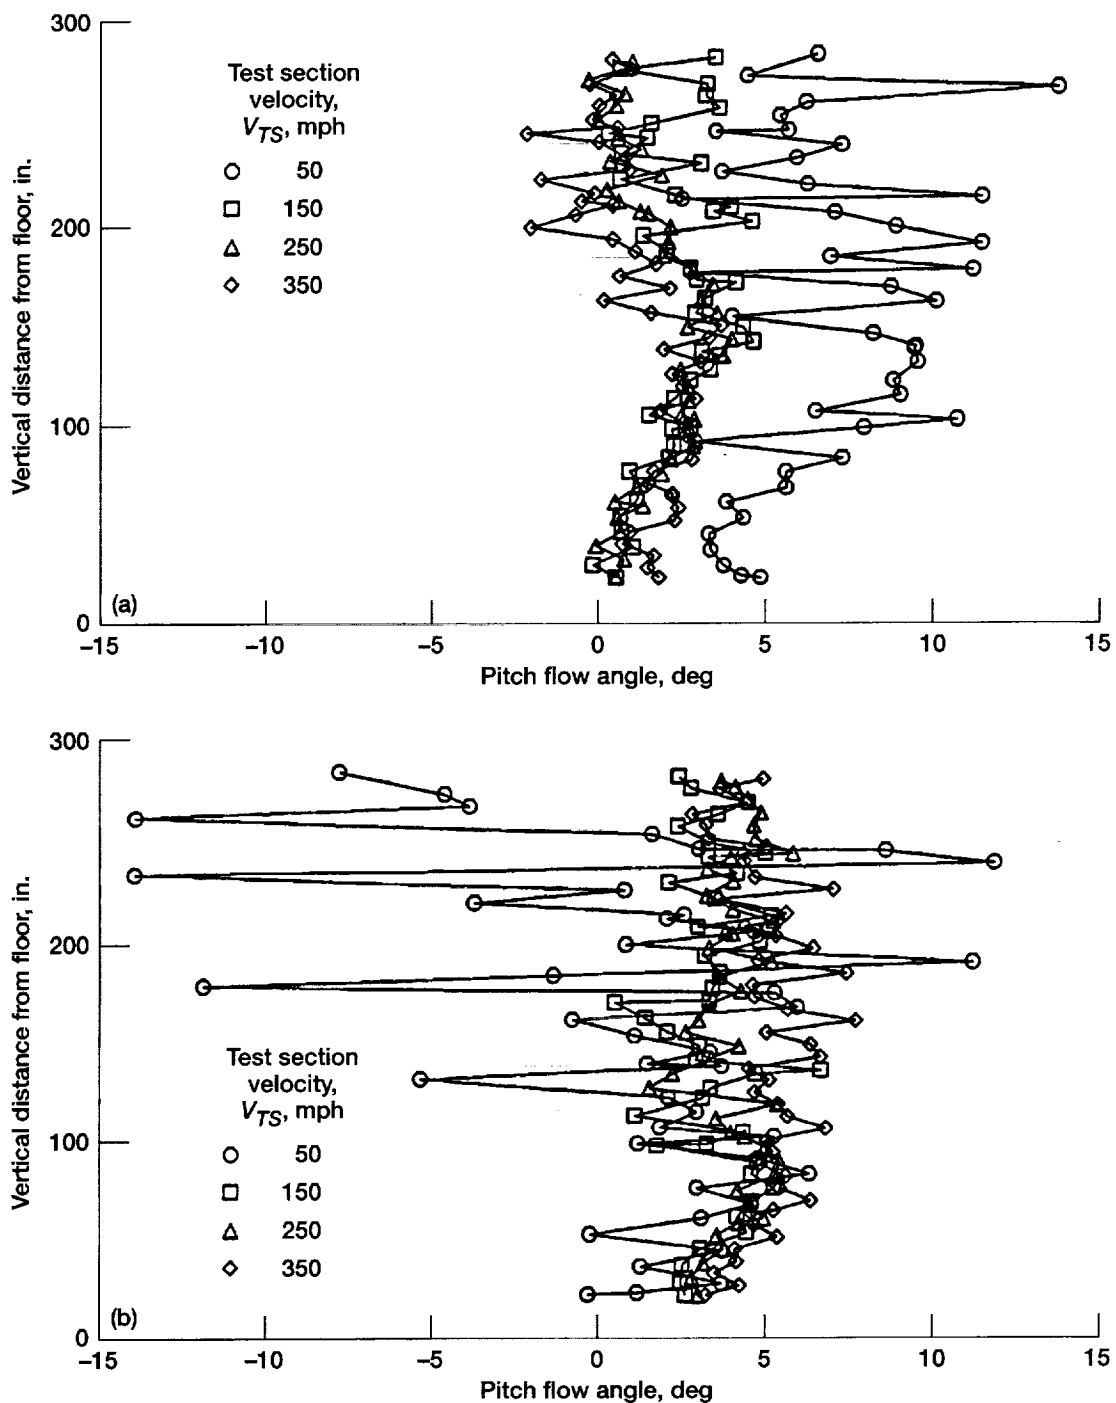 300
Test section
velocity,
V_TS, mph
50
150
250
350
200
100
0
Vertical distance from floor, in.
(a)
–15
–10
–5
0
5
10
15
Pitch flow angle, deg
300
200
Test section
velocity,
V_TS, mph
50
150
250
350
100
0
Vertical distance from floor, in.
(b)
–15
–10
–5
0
5
10
15
Pitch flow angle, deg